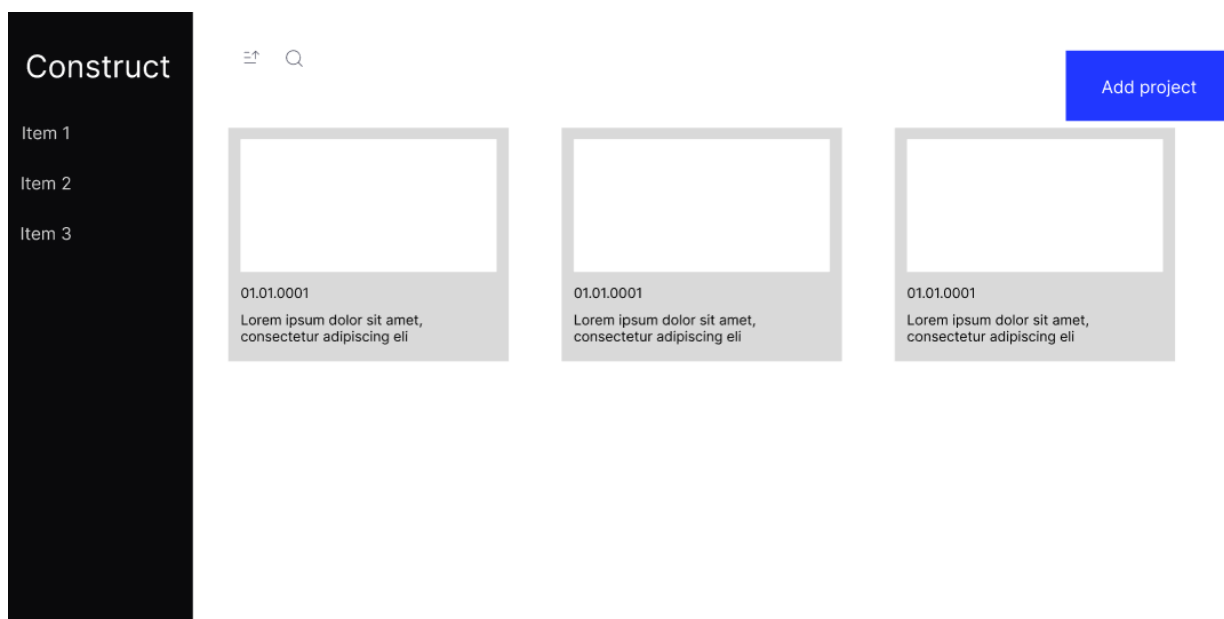 Construct
Item 1
Item 2
Item 3
Add project
01.01.0001
Lorem ipsum dolor sit amet,
consectetur adipiscing eli
01.01.0001
Lorem ipsum dolor sit amet,
consectetur adipiscing eli
01.01.0001
Lorem ipsum dolor sit amet,
consectetur adipiscing eli